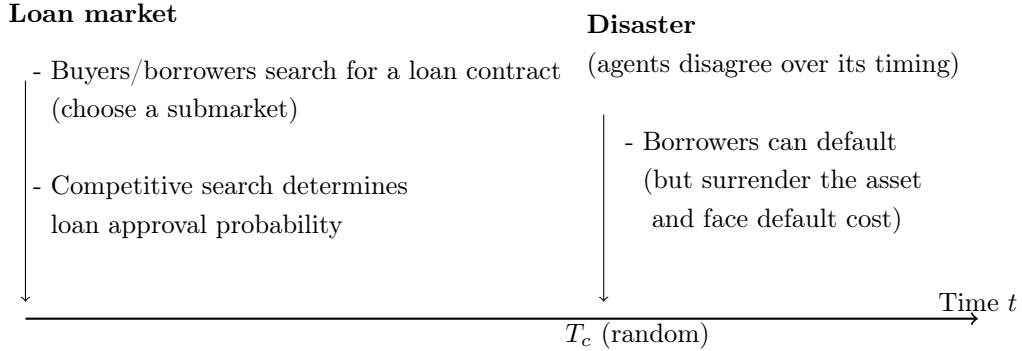 Loan market
- Buyers/borrowers search for a loan contract
(choose a submarket)
- Competitive search determines
loan approval probability
Disaster
(agents disagree over its timing)
- Borrowers can default
(but surrender the asset
and face default cost)
Time t
T_c (random)